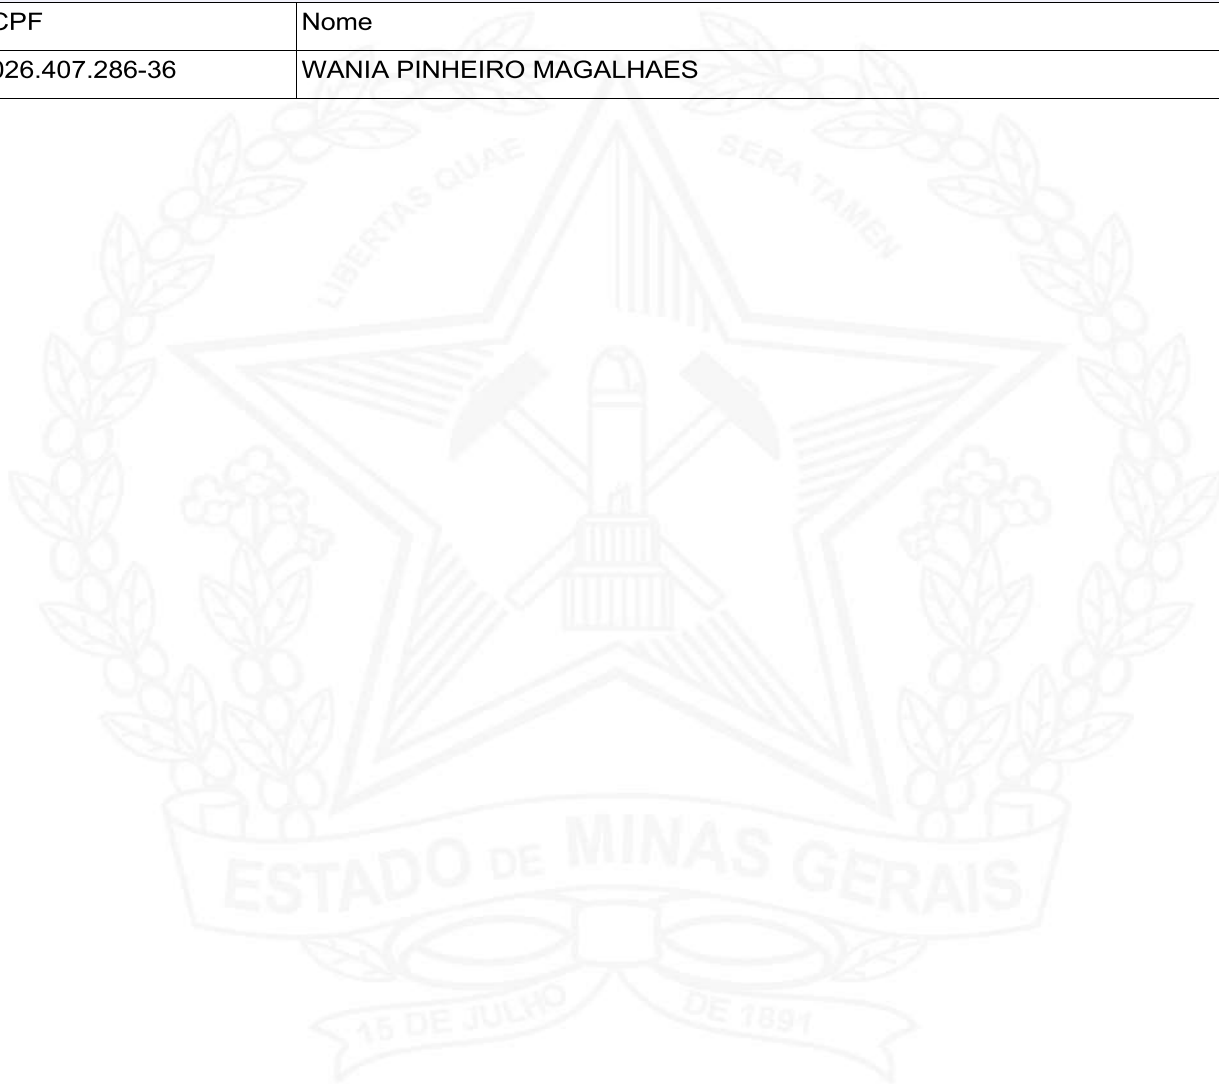 CPF Nome
026.407.286-36 WANIA PINHEIRO MAGALHAES
LIBERTAS QUAE SERA TAMEN
ESTADO DE MINAS GERAIS
15 DE JULHO DE 1891